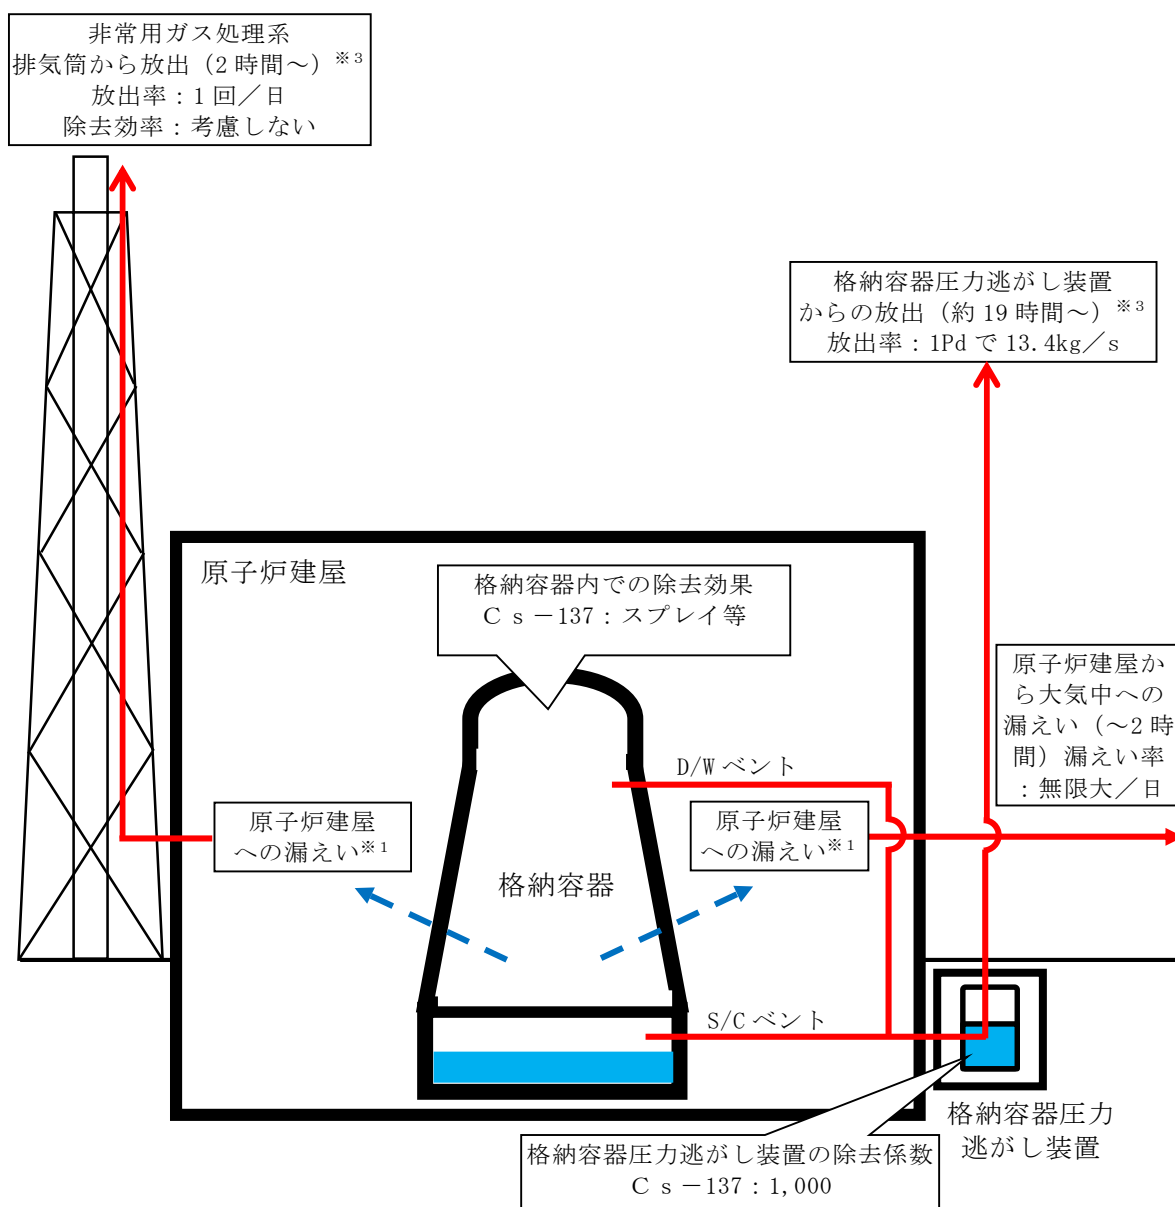 非常用ガス処理系
排気筒から放出（2時間～）※3
放出率：1回／日
除去効率：考慮しない
格納容器圧力逃がし装置
からの放出（約19時間～）※3
放出率：1Pdで13.4kg／s
原子炉建屋
格納容器内での除去効果
Ｃｓ－137：スプレイ等
原子炉建屋か
ら大気中への
漏えい（～2時
間）漏えい率
：無限大／日
D/Wベント
原子炉建屋
への漏えい※1
原子炉建屋
への漏えい※1
格納容器
S/Cベント
格納容器圧力
逃がし装置
格納容器圧力逃がし装置の除去係数
Ｃｓ－137：1,000